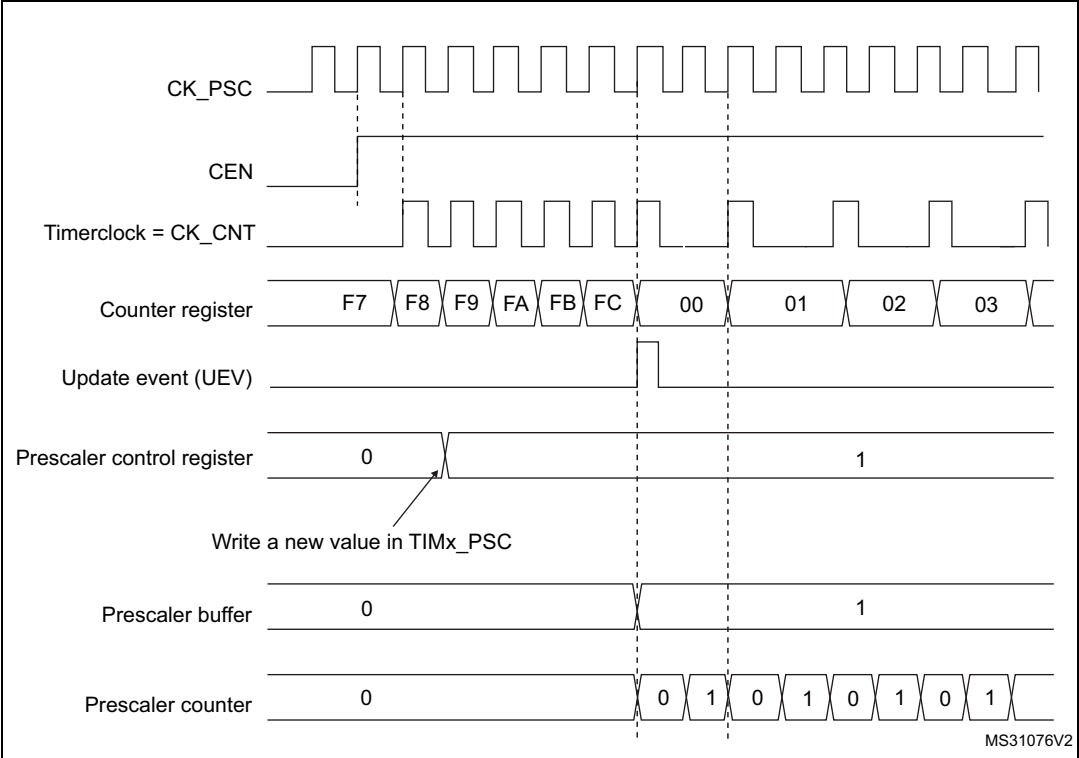 CK_PSC
CEN
Timerclock = CK_CNT
Counter register F7 F8 F9 FA FB FC 00 01 02 03
Update event (UEV)
Prescaler control register 0 1
Write a new value in TIMx_PSC
Prescaler buffer 0 1
Prescaler counter 0 0 1 0 1 0 1 0 1
MS31076V2